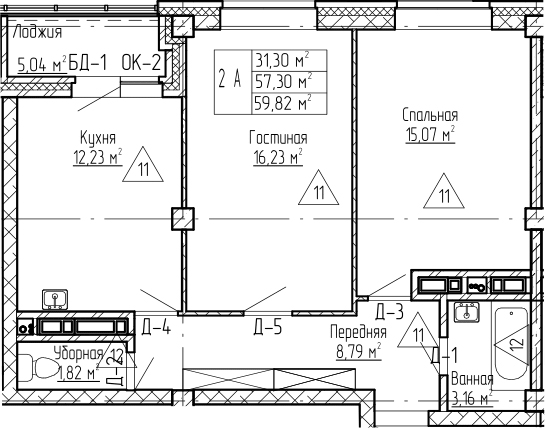 Лоджия
5,04 м²
БД-1 ОК-2
2 А
31,30 м²
57,30 м²
59,82 м²
Кухня
12,23 м²
11
Гостиная
16,23 м²
11
Спальная
15,07 м²
11
Д-4
Д-5
Д-3
Передняя
8,79 м²
11
Д-1
Уборная
1,82 м²
12
Д-2
Ванная
3,16 м²
12